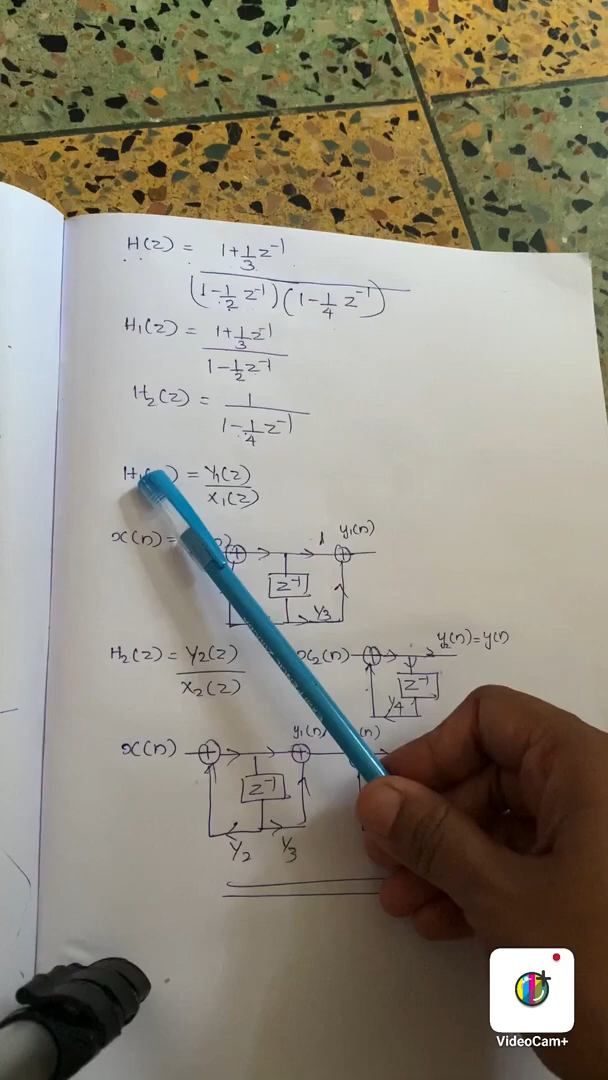 H(z) = 1+1/3 z⁻¹
(1-1/2 z⁻¹)(1-1/4 z⁻¹)
H₁(z) = 1+1/3 z⁻¹
1-1/2 z⁻¹
H₂(z) = 1
1-1/4 z⁻¹
= Y₁(z)
X₁(z)
x(n) =
y₁(n)
z⁻¹
Y₃
H₂(z) = Y₂(z)
X₂(z)
x₂(n)
y₂(n)=y(n)
z⁻¹
Y₄
x(n)
y₁(n)
z⁻¹
Y₂ Y₃
VideoCam+